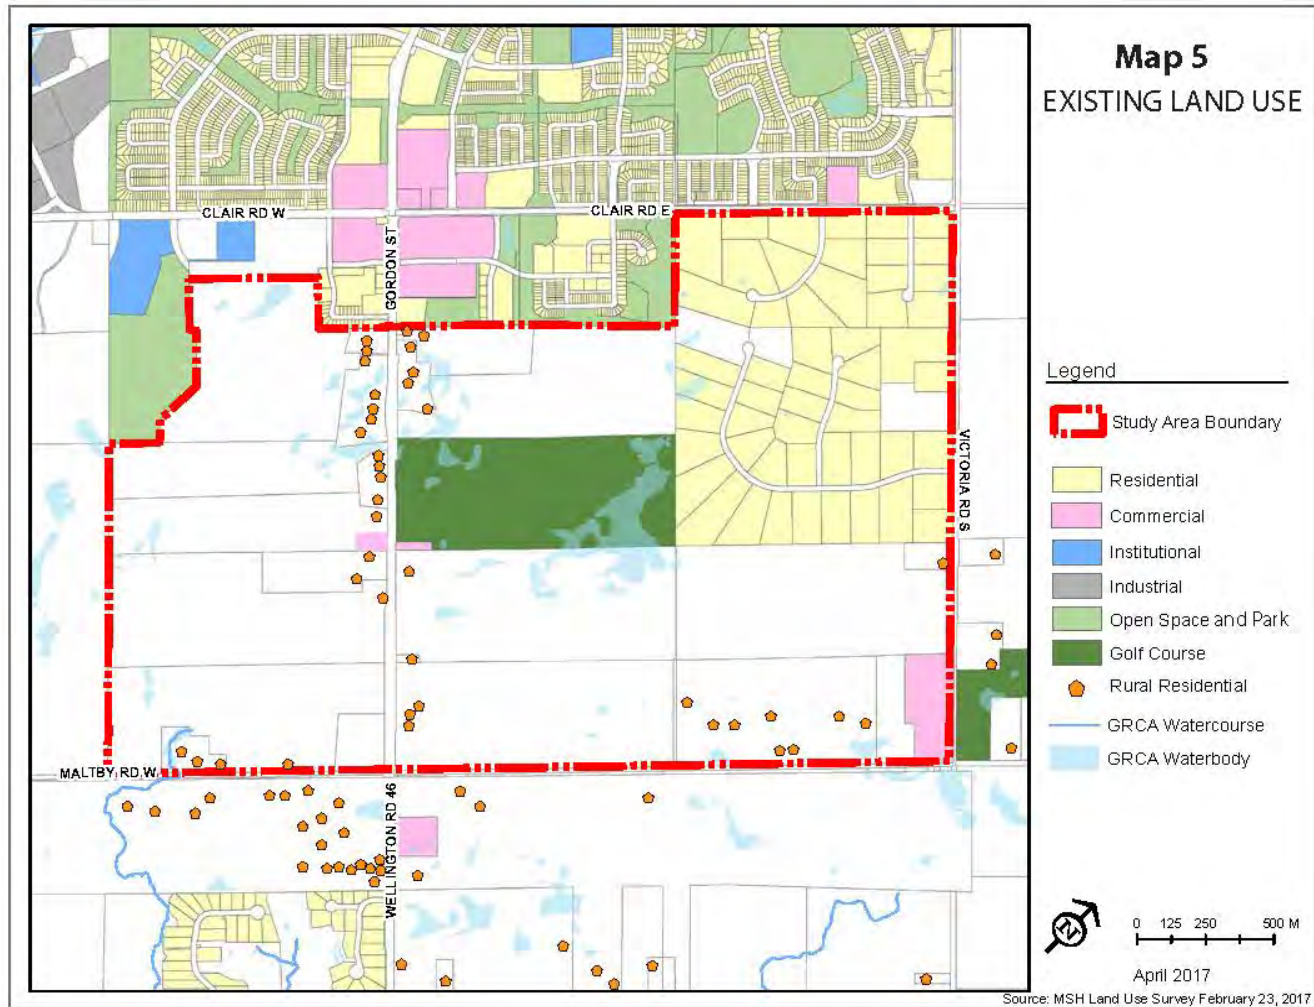 Map 5
EXISTING LAND USE
CLAIR RD W
CLAIR RD E
GORDON ST
VICTORIA RD S
MALTBY RD W
WELLINGTON RD 46
Legend
Study Area Boundary
Residential
Commercial
Institutional
Industrial
Open Space and Park
Golf Course
Rural Residential
GRCA Watercourse
GRCA Waterbody
N
0 125 250 500 M
April 2017
Source: MSH Land Use Survey February 23, 2017